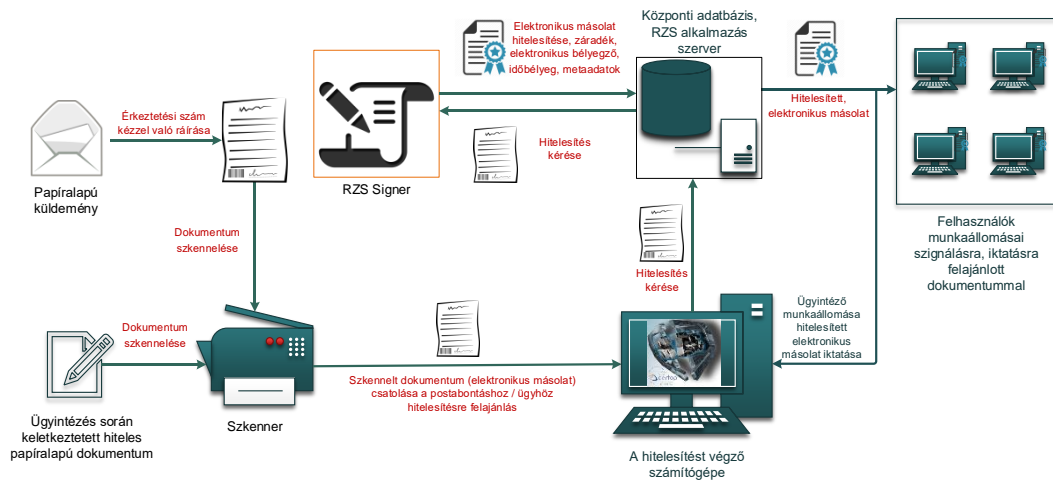 Elektronikus másolat
hitelesítése, záradék,
elektronikus bélyegző,
időbélyeg, metaadatok
Központi adatbázis,
RZS alkalmazás
szerver
Hitelesített,
elektronikus másolat
Érkeztetési szám
kézzel való ráírása
Papíralapú
küldemény
RZS Signer
Hitelesítés
kérése
Felhasználók
munkaállomásai
szignálásra, iktatásra
felajánlott
dokumentummal
Dokumentum
szkennelése
Hitelesítés
kérése
Ügyintéző
munkaállomása
hitelesített
elektronikus
másolat iktatása
Dokumentum
szkennelése
Szkennelt dokumentum (elektronikus másolat)
csatolása a postabontáshoz / ügyhöz
hitelesítésre felajánlás
Ügyintézés során
keletkeztetett hiteles
papíralapú dokumentum
Szkenner
A hitelesítést végző
számítógépe